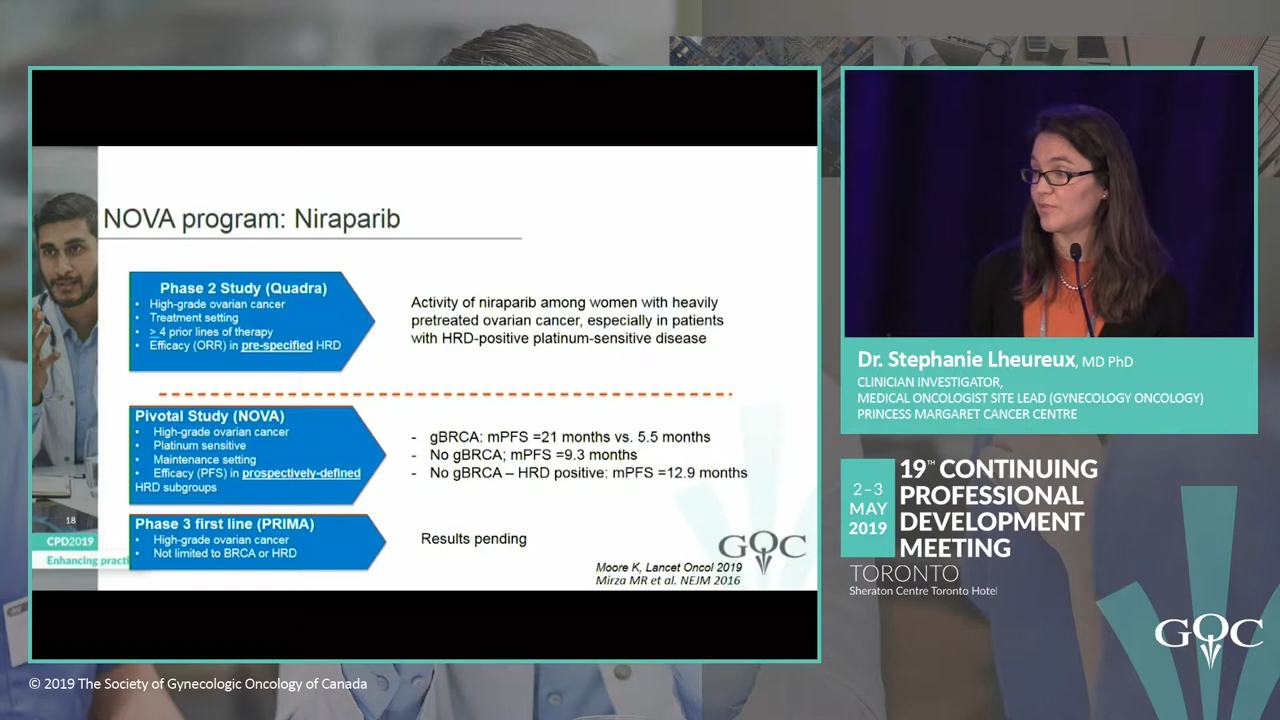 NOVA program: Niraparib
Phase 2 Study (Quadra)
• High-grade ovarian cancer
• Treatment setting
• > 4 prior lines of therapy
• Efficacy (ORR) in pre-specified HRD
Activity of niraparib among women with heavily
pretreated ovarian cancer, especially in patients
with HRD-positive platinum-sensitive disease
Pivotal Study (NOVA)
• High-grade ovarian cancer
• Platinum sensitive
• Maintenance setting
• Efficacy (PFS) in prospectively-defined
HRD subgroups
- gBRCA: mPFS =21 months vs. 5.5 months
- No gBRCA; mPFS =9.3 months
- No gBRCA – HRD positive: mPFS =12.9 months
Phase 3 first line (PRIMA)
• High-grade ovarian cancer
• Not limited to BRCA or HRD
Results pending
18
CPD2019
Enhancing practi
GOC
Moore K, Lancet Oncol 2019
Mirza MR et al. NEJM 2016
Dr. Stephanie Lheureux, MD PhD
CLINICIAN INVESTIGATOR,
MEDICAL ONCOLOGIST SITE LEAD (GYNECOLOGY ONCOLOGY)
PRINCESS MARGARET CANCER CENTRE
2–3
MAY
2019
19TH CONTINUING
PROFESSIONAL
DEVELOPMENT
MEETING
TORONTO
Sheraton Centre Toronto Hotel
GOC
© 2019 The Society of Gynecologic Oncology of Canada